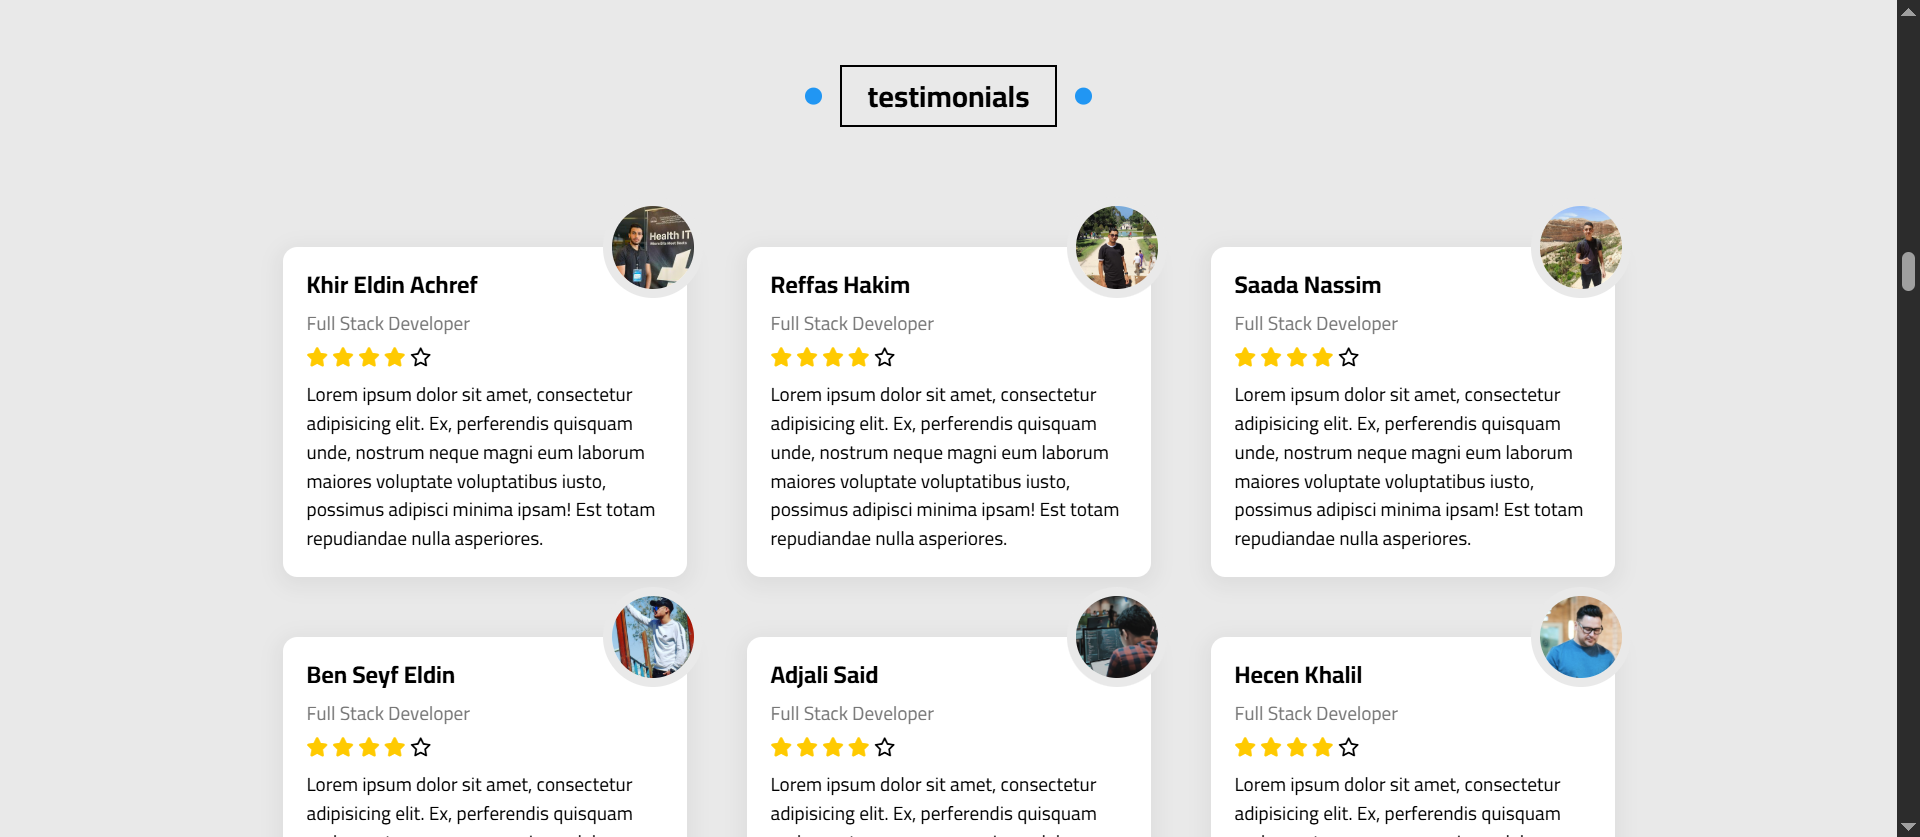 testimonials
Health IT
Khir Eldin Achref
Full Stack Developer
Lorem ipsum dolor sit amet, consectetur
adipisicing elit. Ex, perferendis quisquam
unde, nostrum neque magni eum laborum
maiores voluptate voluptatibus iusto,
possimus adipisci minima ipsam! Est totam
repudiandae nulla asperiores.
Reffas Hakim
Full Stack Developer
Lorem ipsum dolor sit amet, consectetur
adipisicing elit. Ex, perferendis quisquam
unde, nostrum neque magni eum laborum
maiores voluptate voluptatibus iusto,
possimus adipisci minima ipsam! Est totam
repudiandae nulla asperiores.
Saada Nassim
Full Stack Developer
Lorem ipsum dolor sit amet, consectetur
adipisicing elit. Ex, perferendis quisquam
unde, nostrum neque magni eum laborum
maiores voluptate voluptatibus iusto,
possimus adipisci minima ipsam! Est totam
repudiandae nulla asperiores.
Ben Seyf Eldin
Full Stack Developer
Lorem ipsum dolor sit amet, consectetur
adipisicing elit. Ex, perferendis quisquam
Adjali Said
Full Stack Developer
Lorem ipsum dolor sit amet, consectetur
adipisicing elit. Ex, perferendis quisquam
Hecen Khalil
Full Stack Developer
Lorem ipsum dolor sit amet, consectetur
adipisicing elit. Ex, perferendis quisquam